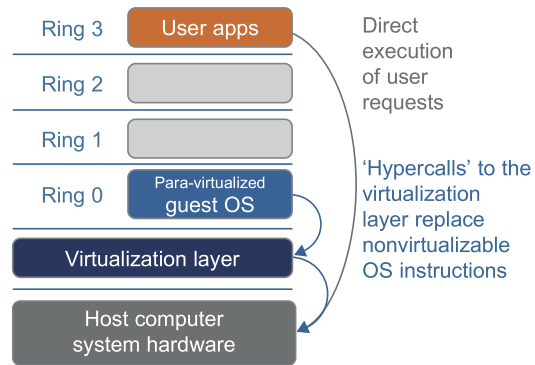 Ring 3
User apps
Direct
execution
of user
requests
Ring 2
Ring 1
Ring 0
Para-virtualized
guest OS
‘Hypercalls’ to the
virtualization
layer replace
nonvirtualizable
OS instructions
Virtualization layer
Host computer
system hardware